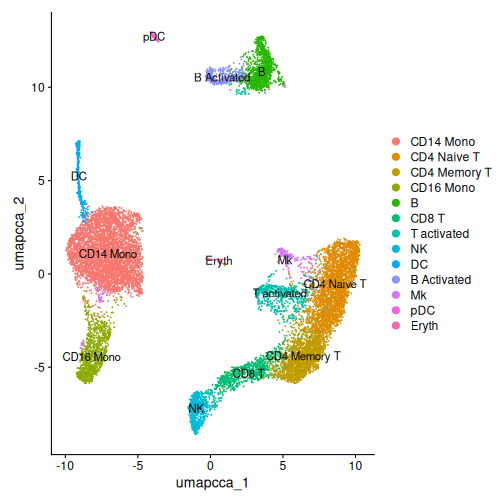 pDC
B Activated
B
DC
CD14 Mono
Eryth
Mk
CD4 Naive T
T activated
CD16 Mono
CD4 Memory T
CD8 T
NK
10
5
0
-5
-10
-5
0
5
10
umapcca_1
umapcca_2
CD14 Mono
CD4 Naive T
CD4 Memory T
CD16 Mono
B
CD8 T
T activated
NK
DC
B Activated
Mk
pDC
Eryth